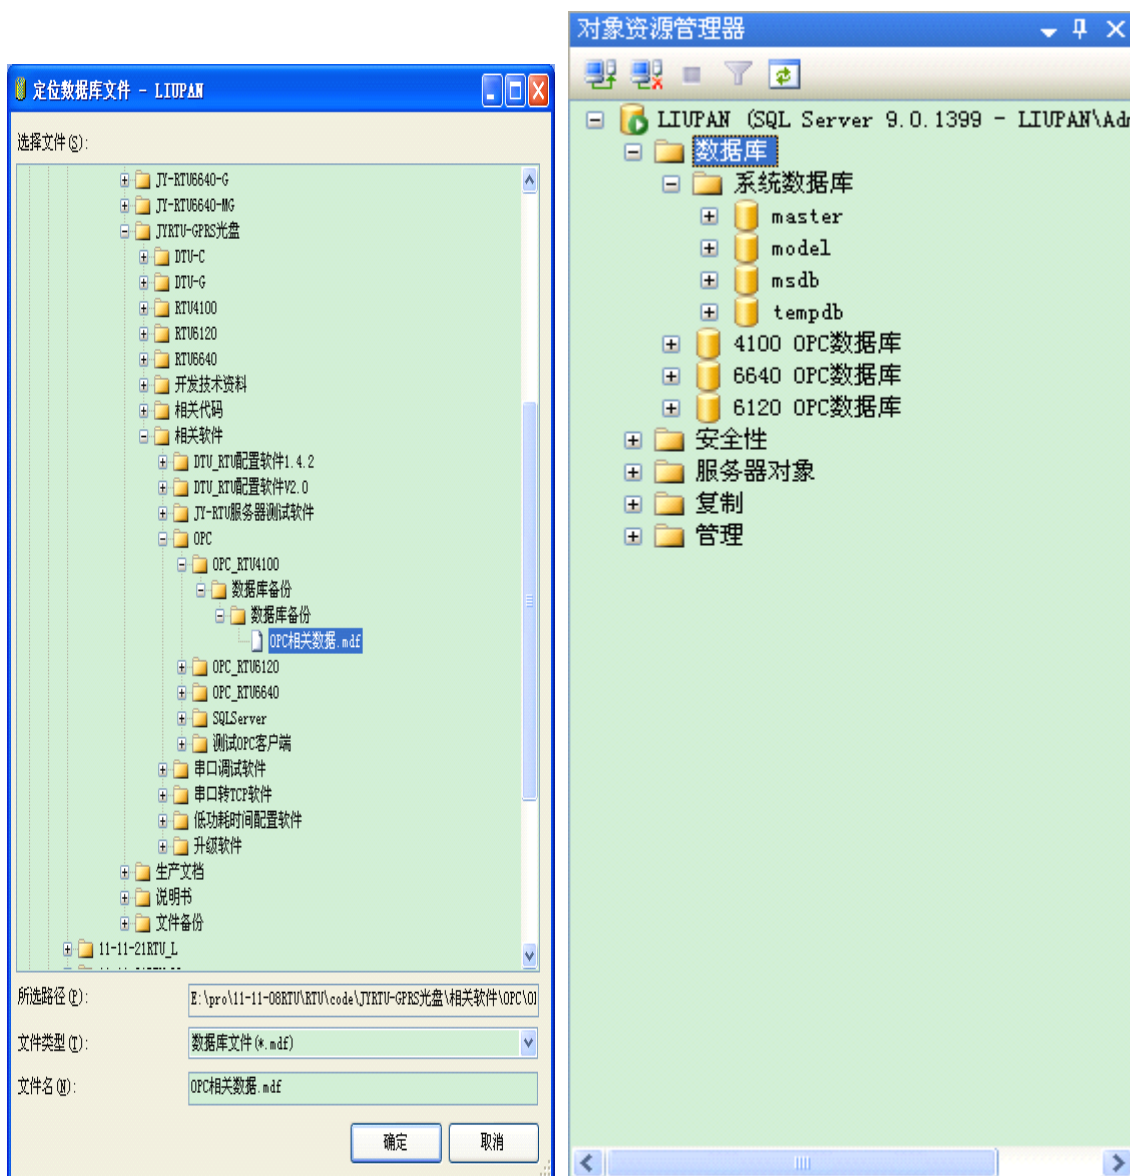 定位数据库文件 - LIUPAN
选择文件(S):
JY-RTU6640-G
JY-RTU6640-MG
JYRTU-GPRS光盘
DTU-C
DTU-G
RTU4100
RTU6120
RTU6640
开发技术资料
相关代码
相关软件
DTU_RTU配置软件1.4.2
DTU_RTU配置软件V2.0
JY-RTU服务器测试软件
OPC
OPC_RTU4100
数据库备份
数据库备份
OPC相关数据.mdf
OPC_RTU6120
OPC_RTU6640
SQLServer
测试OPC客户端
串口调试软件
串口转TCP软件
低功耗时间配置软件
升级软件
生产文档
说明书
文件备份
11-11-21RTU_L
所选路径(P):
E:\pro\11-11-08RTU\RTU\code\JYRTU-GPRS光盘\相关软件\OPC\OI
文件类型(T):
数据库文件(*.mdf)
文件名(N):
OPC相关数据.mdf
确定
取消
对象资源管理器
LIUPAN (SQL Server 9.0.1399 - LIUPAN\Adm
数据库
系统数据库
master
model
msdb
tempdb
4100 OPC数据库
6640 OPC数据库
6120 OPC数据库
安全性
服务器对象
复制
管理